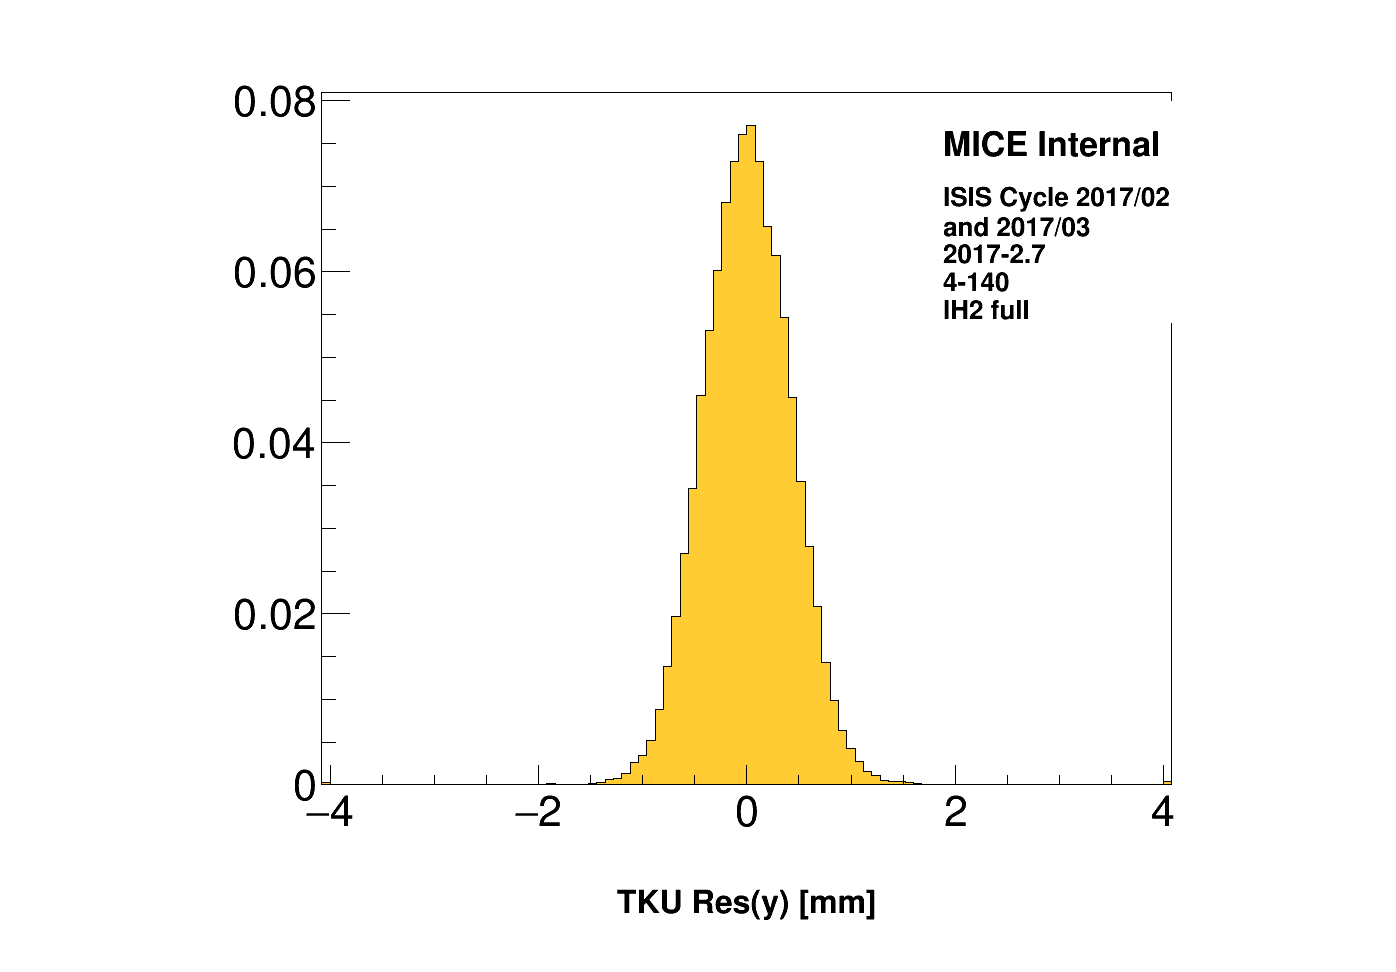 0.08
0.06
0.04
0.02
0
−4
−2
0
2
4
MICE Internal
ISIS Cycle 2017/02
and 2017/03
2017-2.7
4-140
lH2 full
TKU Res(y) [mm]